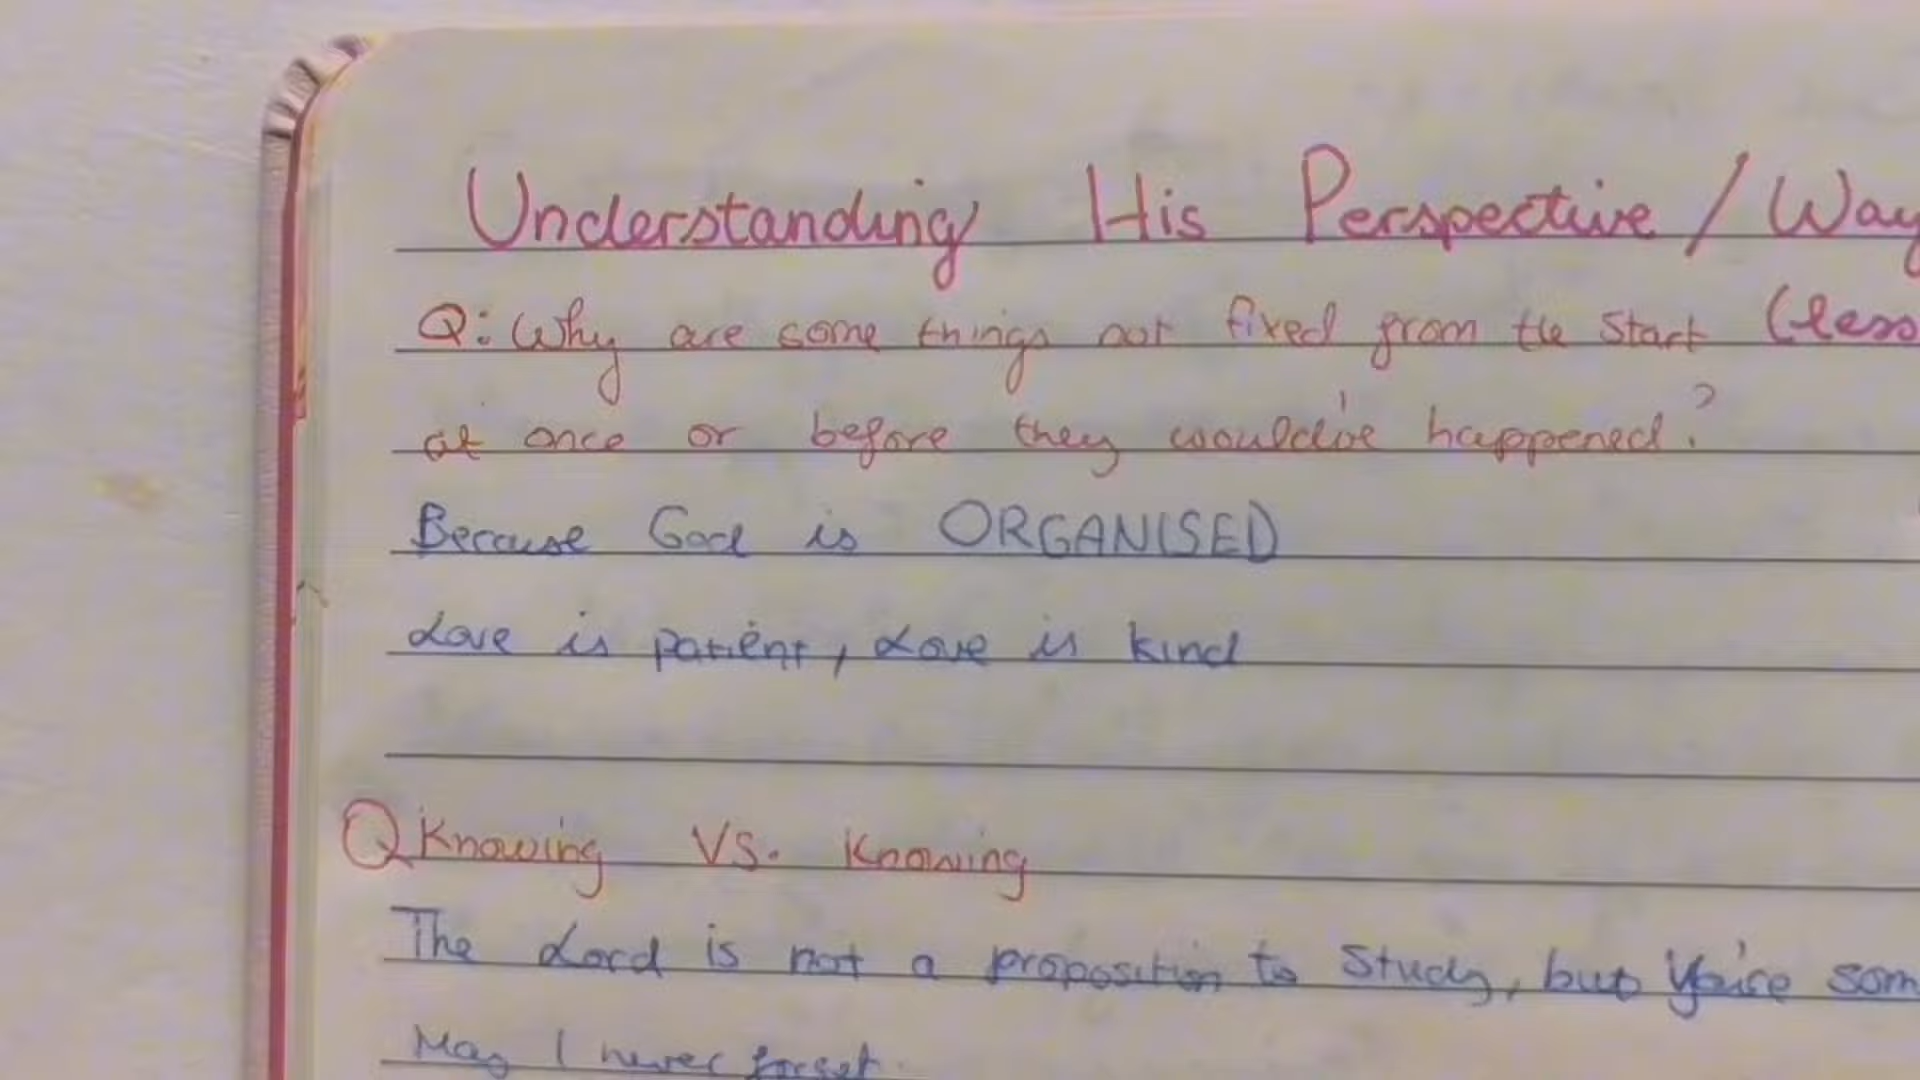 Understanding His Perspective / Way
Q: Why are some things not fixed from the start (less
at once or before they would've happened?
Because God is ORGANISED
Love is patient, Love is kind
Q Knowing VS. Knowing
The Lord is not a proposition to study, but You're som
May I never forget.